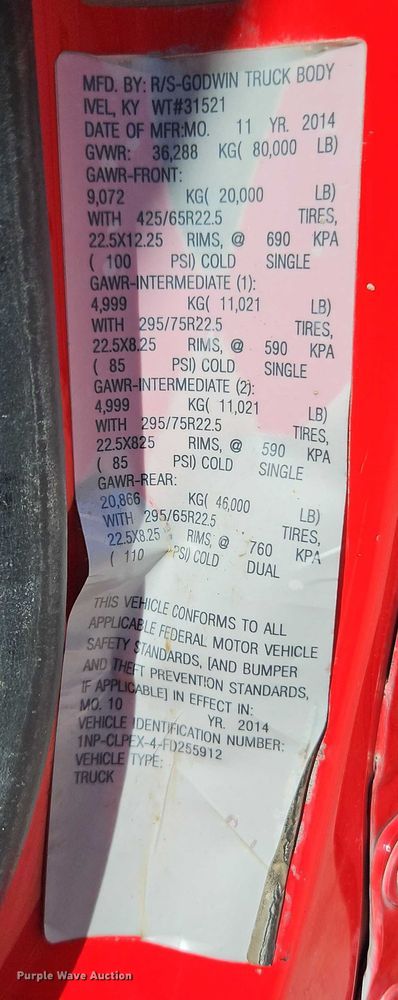 MFD. BY: R/S-GODWIN TRUCK BODY
IVEL, KY WT#31521
DATE OF MFR:MO. 11 YR. 2014
GVWR: 36,288 KG( 80,000 LB)
GAWR-FRONT:
9,072 KG( 20,000 LB)
WITH 425/65R22.5 TIRES,
22.5X12.25 RIMS, @ 690 KPA
( 100 PSI) COLD SINGLE
GAWR-INTERMEDIATE (1):
4,999 KG( 11,021 LB)
WITH 295/75R22.5 TIRES,
22.5X8.25 RIMS, @ 590 KPA
( 85 PSI) COLD SINGLE
GAWR-INTERMEDIATE (2):
4,999 KG( 11,021 LB)
WITH 295/75R22.5 TIRES,
22.5X825 RIMS, @ 590 KPA
( 85 PSI) COLD SINGLE
GAWR-REAR:
20,866 KG( 46,000 LB)
WITH 295/65R22.5 TIRES,
22.5X8.25 RIMS, @ 760 KPA
( 110 PSI) COLD DUAL
THIS VEHICLE CONFORMS TO ALL
APPLICABLE FEDERAL MOTOR VEHICLE
SAFETY STANDARDS, [AND BUMPER
AND THEFT PREVENTION STANDARDS,
IF APPLICABLE] IN EFFECT IN:
MO. 10 YR. 2014
VEHICLE IDENTIFICATION NUMBER:
1NP-CLPEX-4-FD255912
VEHICLE TYPE:
TRUCK
Purple Wave Auction